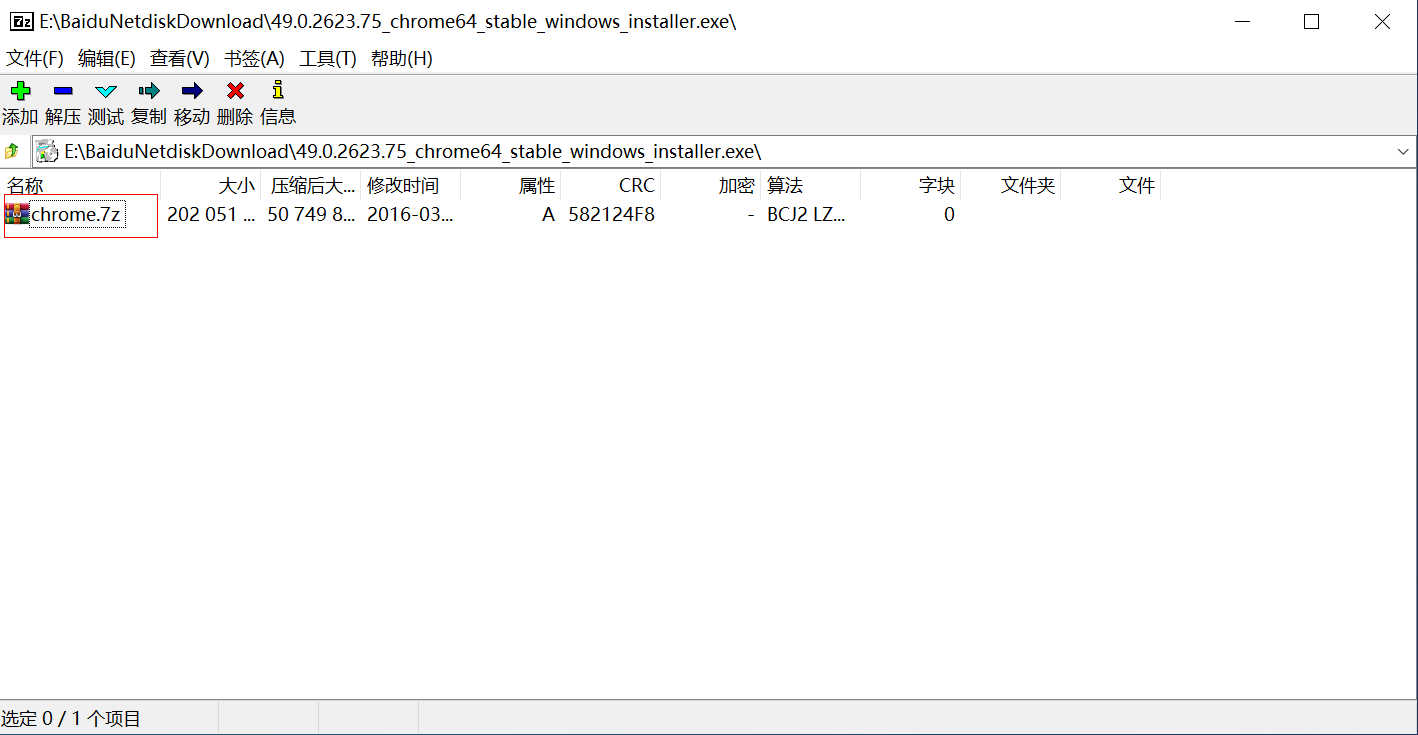 E:\BaiduNetdiskDownload\49.0.2623.75_chrome64_stable_windows_installer.exe\
文件(F) 编辑(E) 查看(V) 书签(A) 工具(T) 帮助(H)
添加 解压 测试 复制 移动 删除 信息
E:\BaiduNetdiskDownload\49.0.2623.75_chrome64_stable_windows_installer.exe\
名称 大小 压缩后大... 修改时间 属性 CRC 加密 算法 字块 文件夹 文件
chrome.7z 202 051 ... 50 749 8... 2016-03... A 582124F8 - BCJ2 LZ... 0
选定 0 / 1 个项目